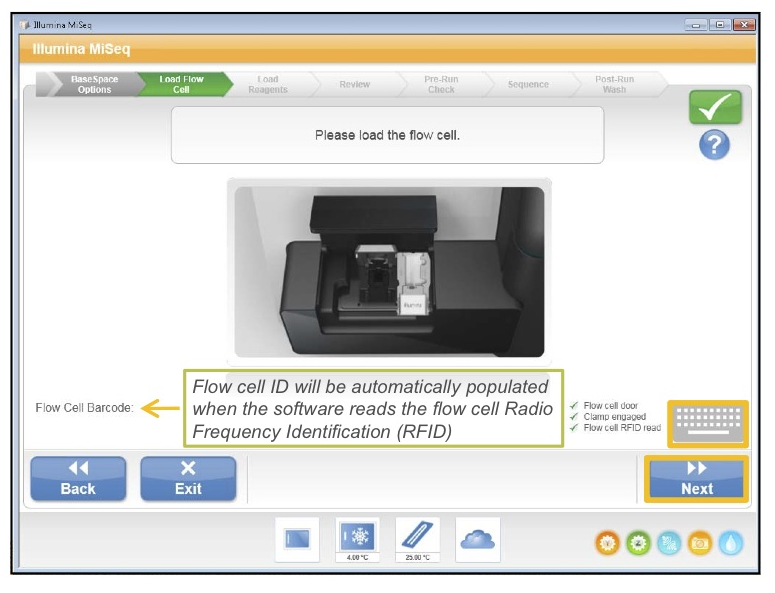 Illumina MiSeq
Illumina MiSeq
BaseSpace
Options
Load Flow
Cell
Load
Reagents
Review
Pre-Run
Check
Sequence
Post-Run
Wash
Please load the flow cell.
illumina
Flow Cell Barcode:
Flow cell ID will be automatically populated
when the software reads the flow cell Radio
Frequency Identification (RFID)
Flow cell door
Clamp engaged
Flow cell RFID read
Back
Exit
Next
4.00 °C
25.00 °C